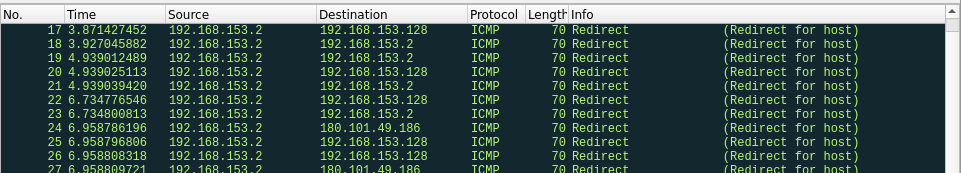 No. Time Source Destination Protocol Length Info
17 3.871427452 192.168.153.2 192.168.153.128 ICMP 70 Redirect (Redirect for host)
18 3.927045882 192.168.153.2 192.168.153.2 ICMP 70 Redirect (Redirect for host)
19 4.939012489 192.168.153.2 192.168.153.2 ICMP 70 Redirect (Redirect for host)
20 4.939025113 192.168.153.2 192.168.153.128 ICMP 70 Redirect (Redirect for host)
21 4.939039420 192.168.153.2 192.168.153.2 ICMP 70 Redirect (Redirect for host)
22 6.734776546 192.168.153.2 192.168.153.128 ICMP 70 Redirect (Redirect for host)
23 6.734800813 192.168.153.2 192.168.153.2 ICMP 70 Redirect (Redirect for host)
24 6.958786196 192.168.153.2 180.101.49.186 ICMP 70 Redirect (Redirect for host)
25 6.958796806 192.168.153.2 192.168.153.128 ICMP 70 Redirect (Redirect for host)
26 6.958808318 192.168.153.2 192.168.153.128 ICMP 70 Redirect (Redirect for host)
27 6.958809721 192.168.153.2 180.101.49.186 ICMP 70 Redirect (Redirect for host)